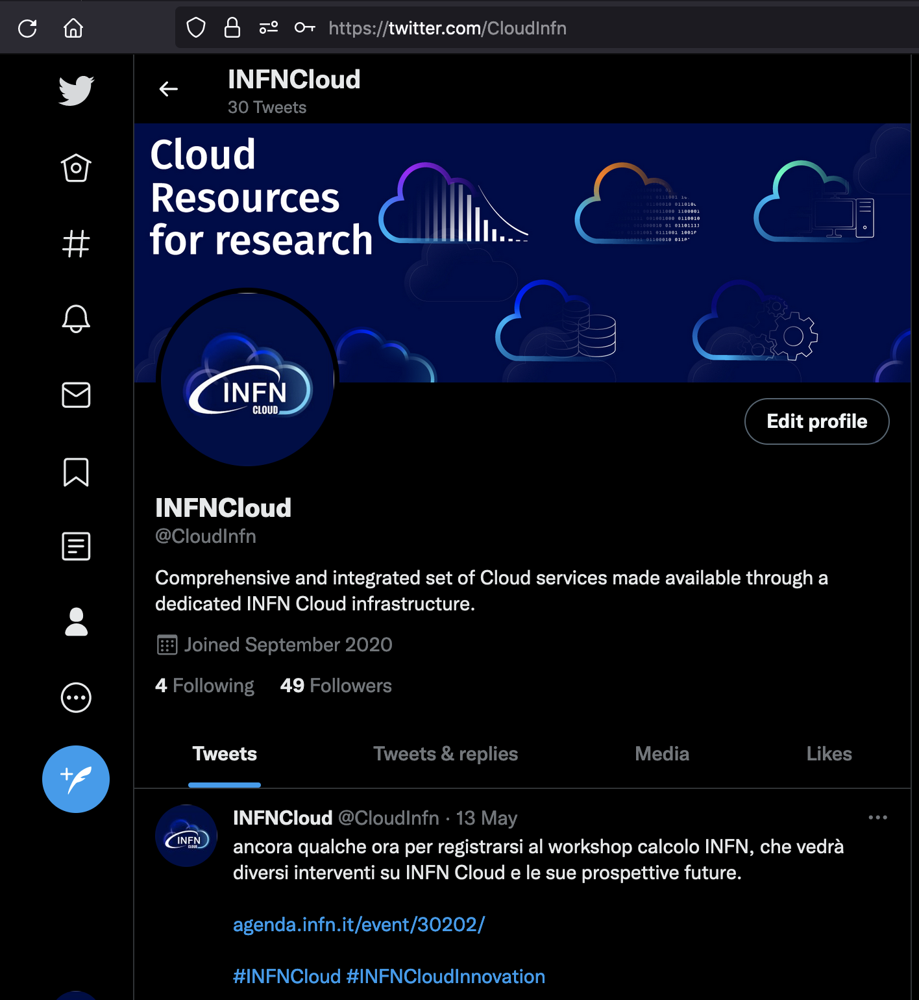 https://twitter.com/CloudInfn
INFNCloud
30 Tweets
Cloud
Resources
for research
INFN
CLOUD
Edit profile
INFNCloud
@CloudInfn
Comprehensive and integrated set of Cloud services made available through a
dedicated INFN Cloud infrastructure.
Joined September 2020
4 Following 49 Followers
Tweets Tweets & replies Media Likes
INFN
CLOUD
INFNCloud @CloudInfn · 13 May
ancora qualche ora per registrarsi al workshop calcolo INFN, che vedrà
diversi interventi su INFN Cloud e le sue prospettive future.
agenda.infn.it/event/30202/
#INFNCloud #INFNCloudInnovation